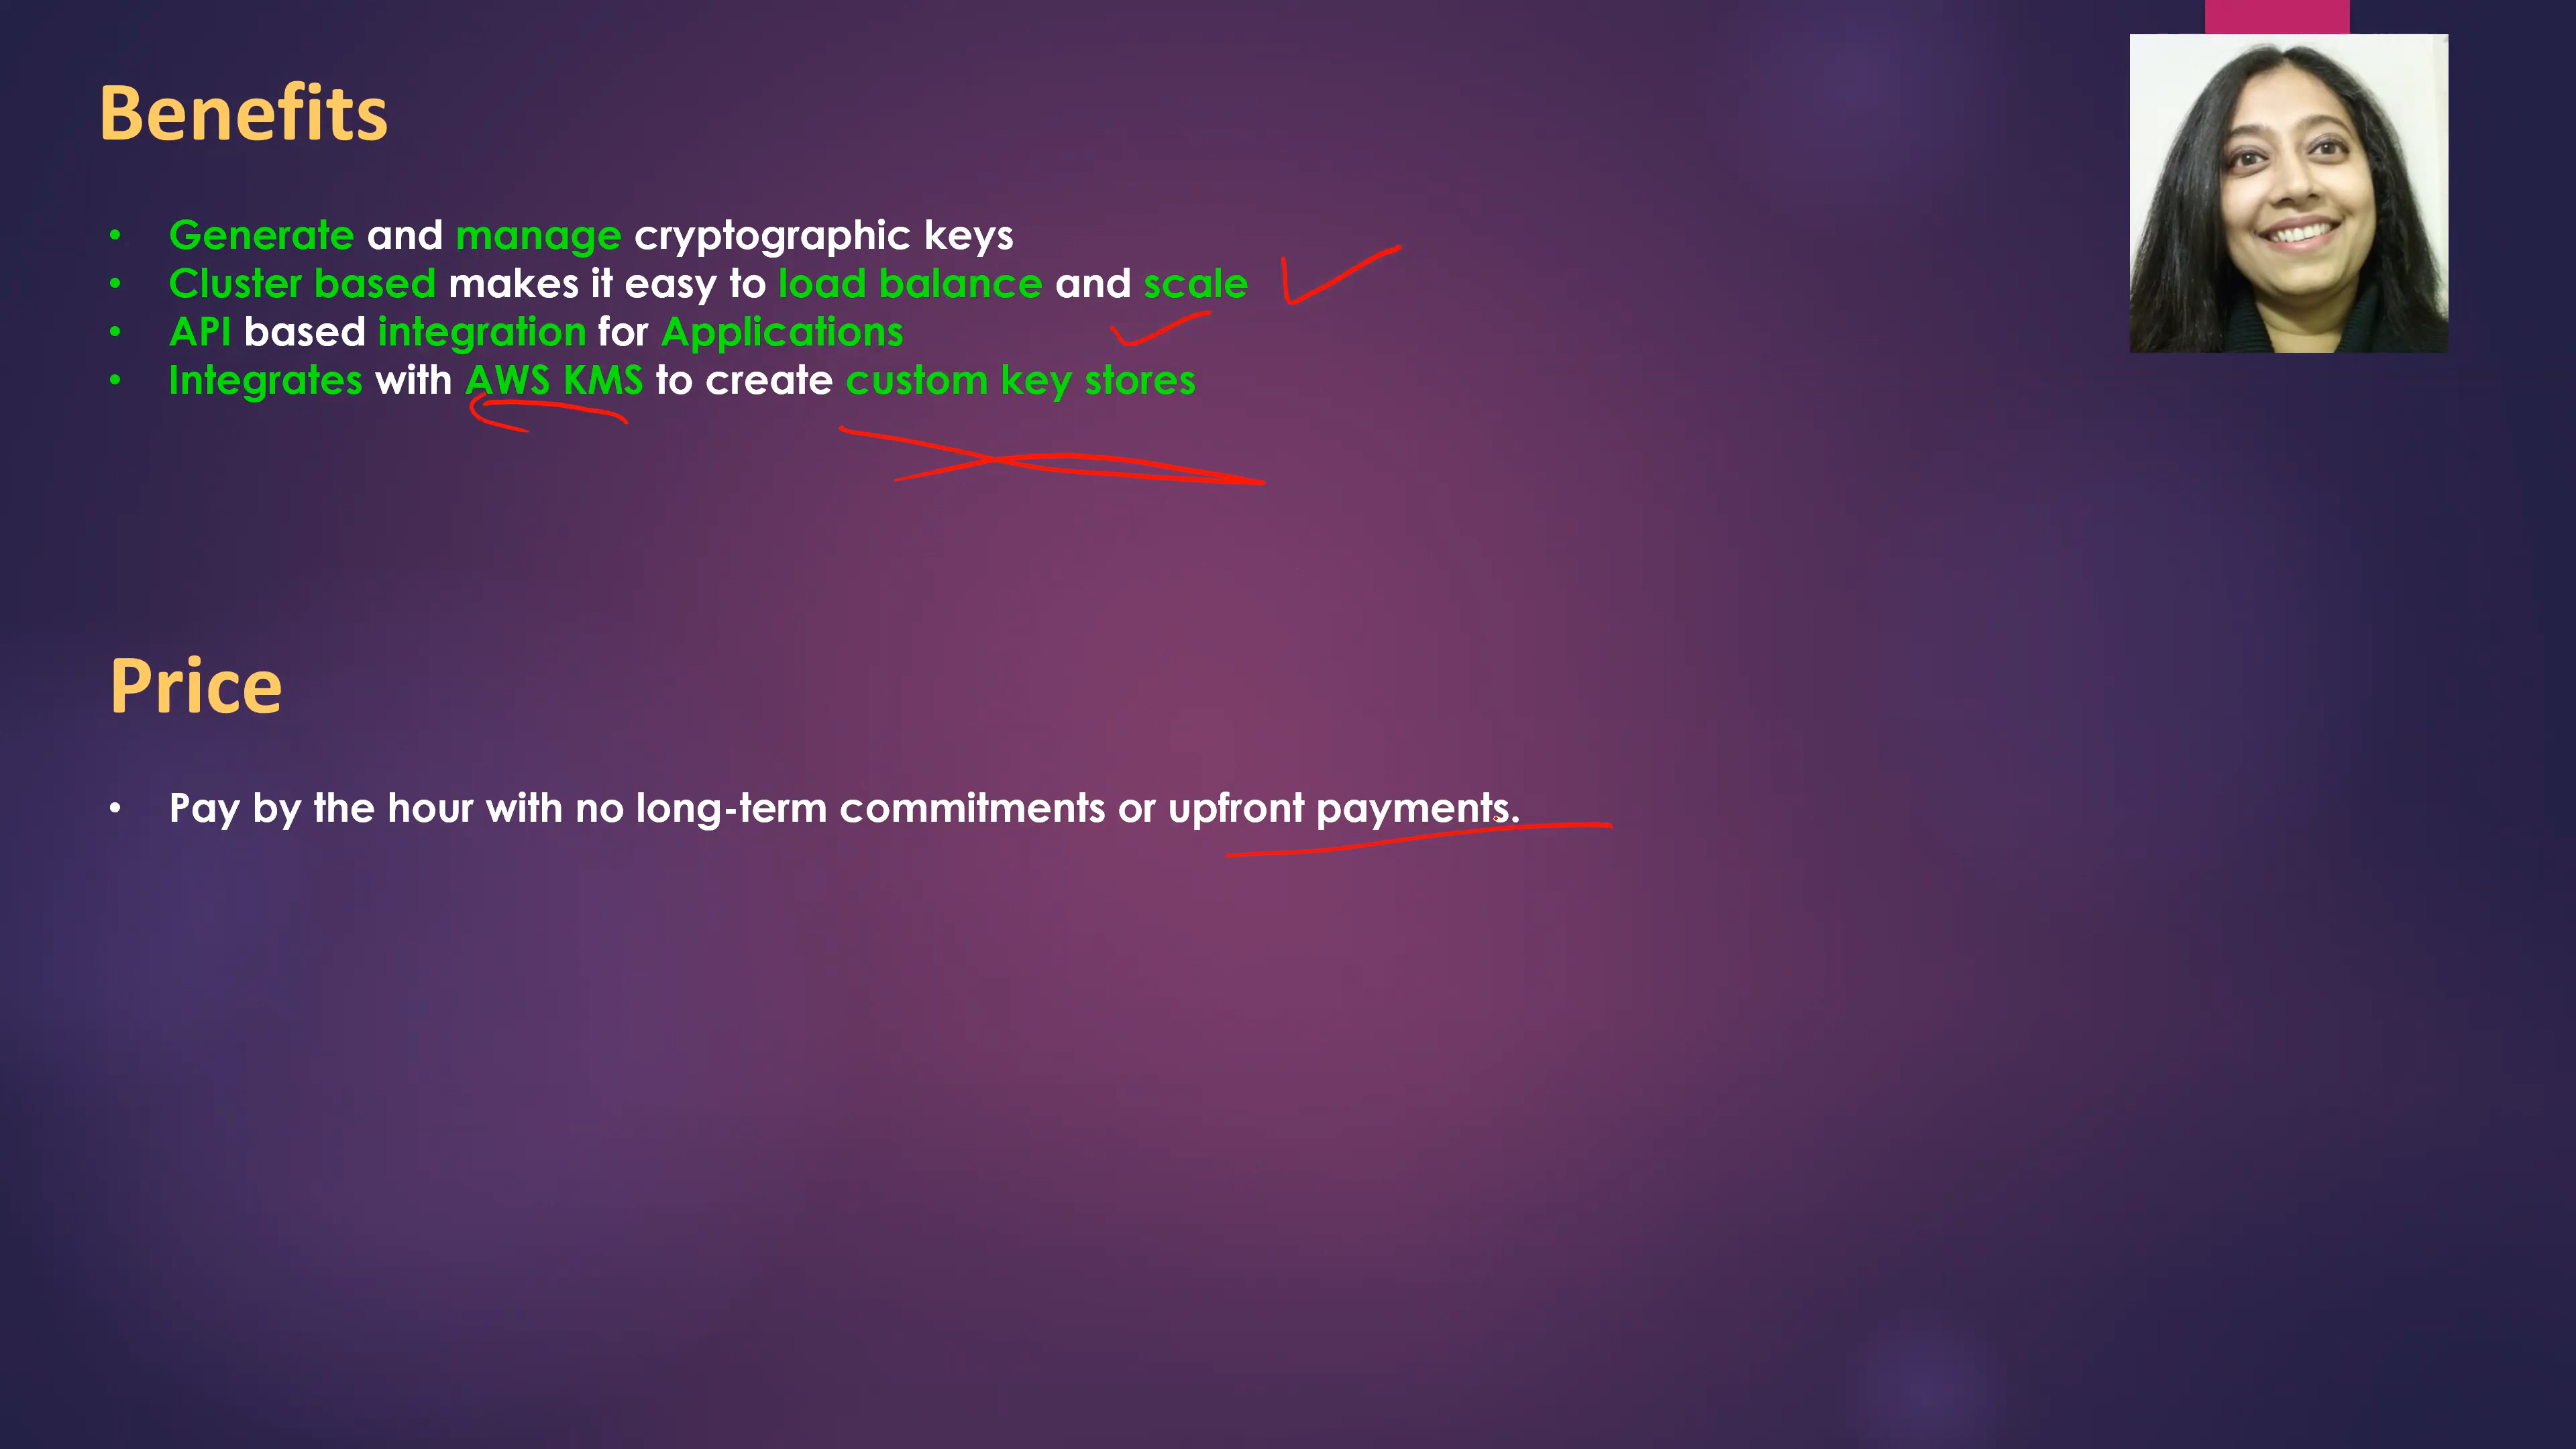 Benefits
• Generate and manage cryptographic keys
• Cluster based makes it easy to load balance and scale
• API based integration for Applications
• Integrates with AWS KMS to create custom key stores
Price
• Pay by the hour with no long-term commitments or upfront payments.